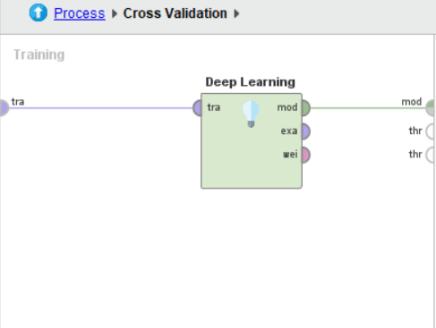 Process Cross Validation
Training
Deep Learning
tra tra mod mod
exa thr
wei thr